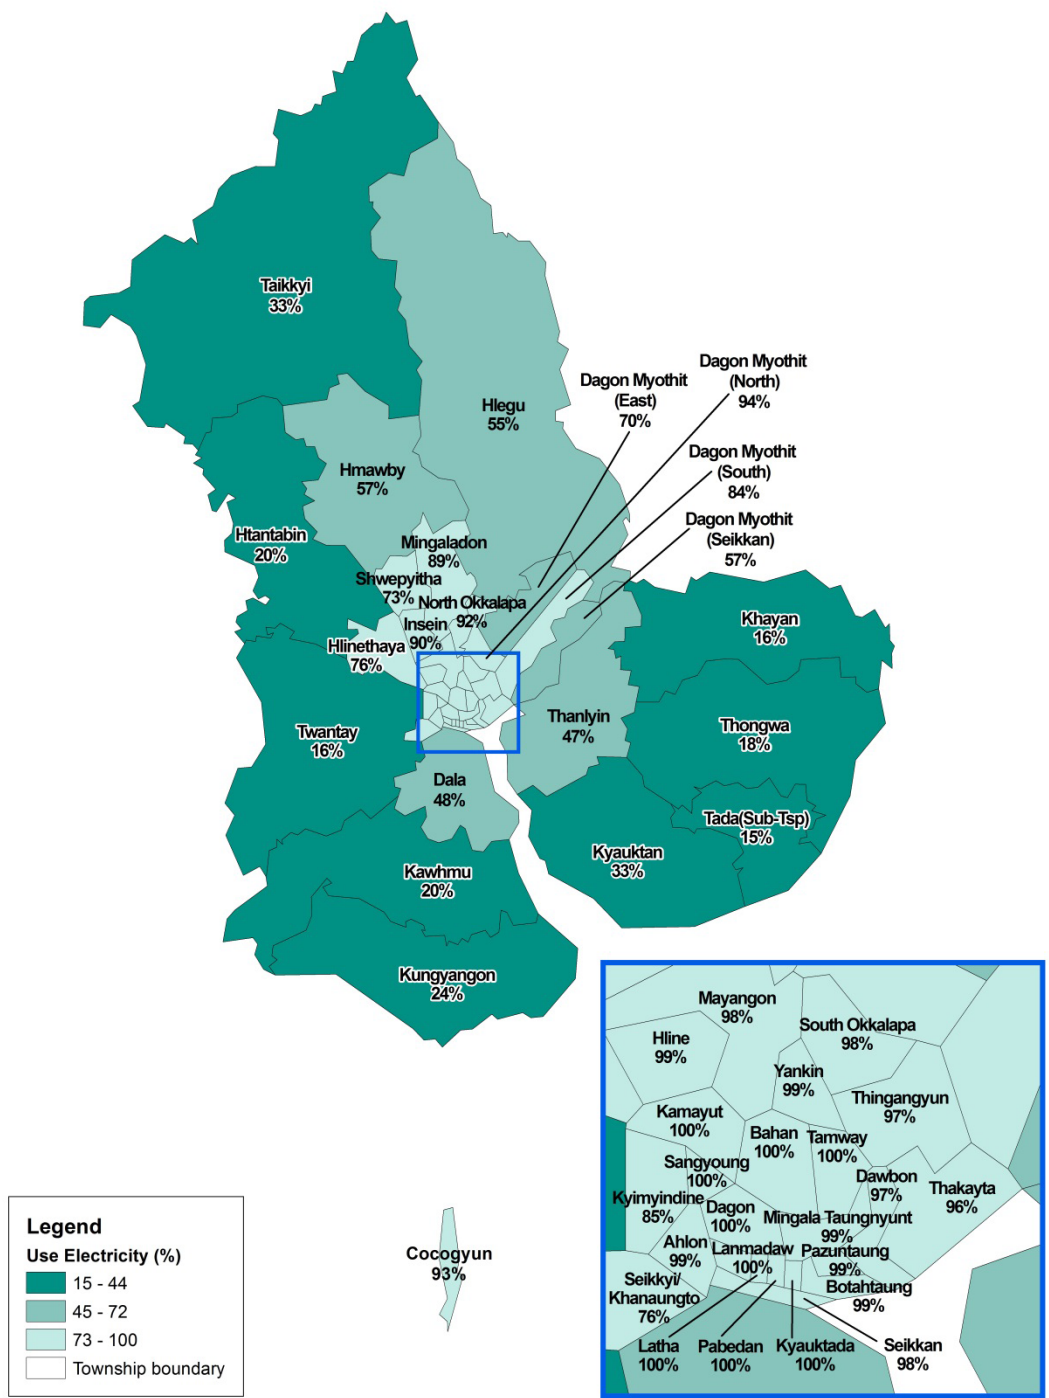 Taikkyi
33%
Hlegu
55%
Dagon Myothit
(East)
70%
Dagon Myothit
(North)
94%
Dagon Myothit
(South)
84%
Dagon Myothit
(Seikkan)
57%
Hmawby
57%
Htantabin
20%
Mingaladon
89%
Shwepyitha
73%
North Okkalapa
92%
Insein
90%
Hlinethaya
76%
Khayan
16%
Twantay
16%
Thanlyin
47%
Thongwa
18%
Dala
48%
Tada(Sub-Tsp)
15%
Kyauktan
33%
Kawhmu
20%
Kungyangon
24%
Cocogyun
93%
Mayangon
98%
South Okkalapa
98%
Hline
99%
Yankin
99%
Thingangyun
97%
Kamayut
100%
Bahan
100%
Tamway
100%
Sangyoung
100%
Dawbon
97%
Thakayta
96%
Kyimyindine
85%
Dagon
100%
Mingala Taungnyunt
99%
Ahlon
99%
Lanmadaw
100%
Pazuntaung
99%
Botahtaung
99%
Seikkyi/
Khanaungto
76%
Latha
100%
Pabedan
100%
Kyauktada
100%
Seikkan
98%
Legend
Use Electricity (%)
15 - 44
45 - 72
73 - 100
Township boundary